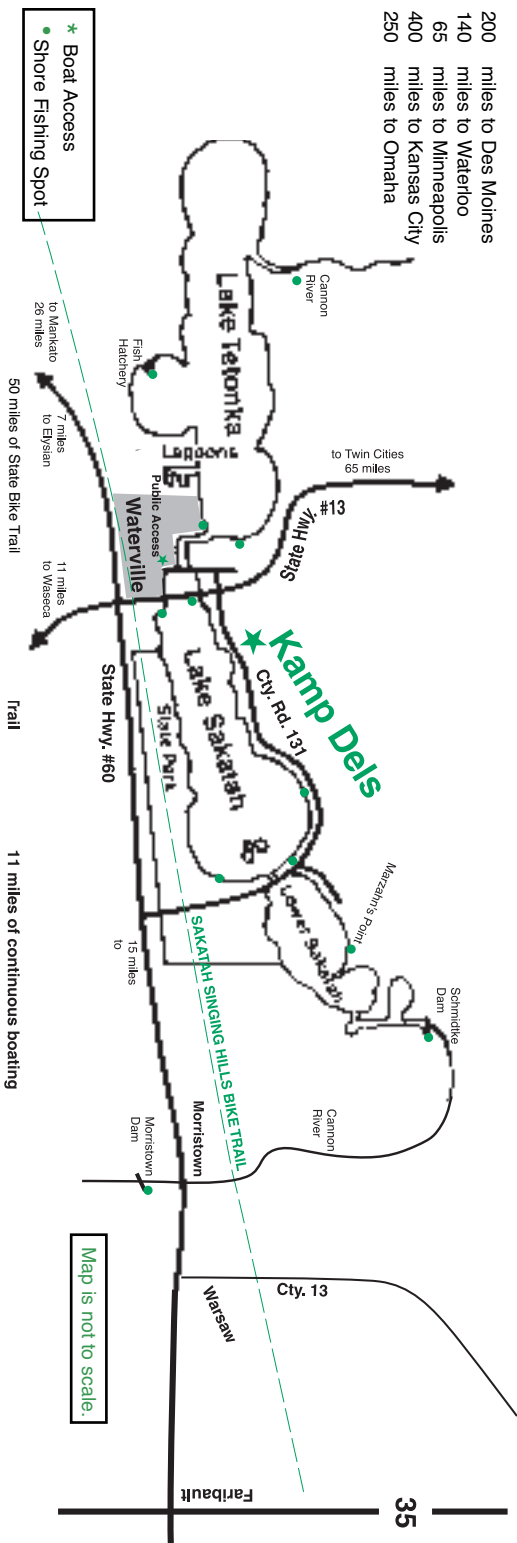 200 miles to Des Moines
140 miles to Waterloo
65 miles to Minneapolis
400 miles to Kansas City
250 miles to Omaha
* Boat Access
• Shore Fishing Spot
Cannon
River
Lake Tetonka
Fish
Hatchery
Lagoons
to Mankato
26 miles
7 miles
to Elysian
50 miles of State Bike Trail
to Twin Cities
65 miles
State Hwy. #13
Public Access
Waterville
11 miles
to Waseca
Kamp Dels
Cty. Rd. 131
Lake Sakatah
State Park
State Hwy. #60
Trail
11 miles of continuous boating
Marzahn's Point
Lower Sakatah
15 miles
to
SAKATAH SINGING HILLS BIKE TRAIL
Schmidtke
Dam
Cannon
River
Morristown
Morristown
Dam
Map is not to scale.
Cty. 13
Warsaw
Faribault
35